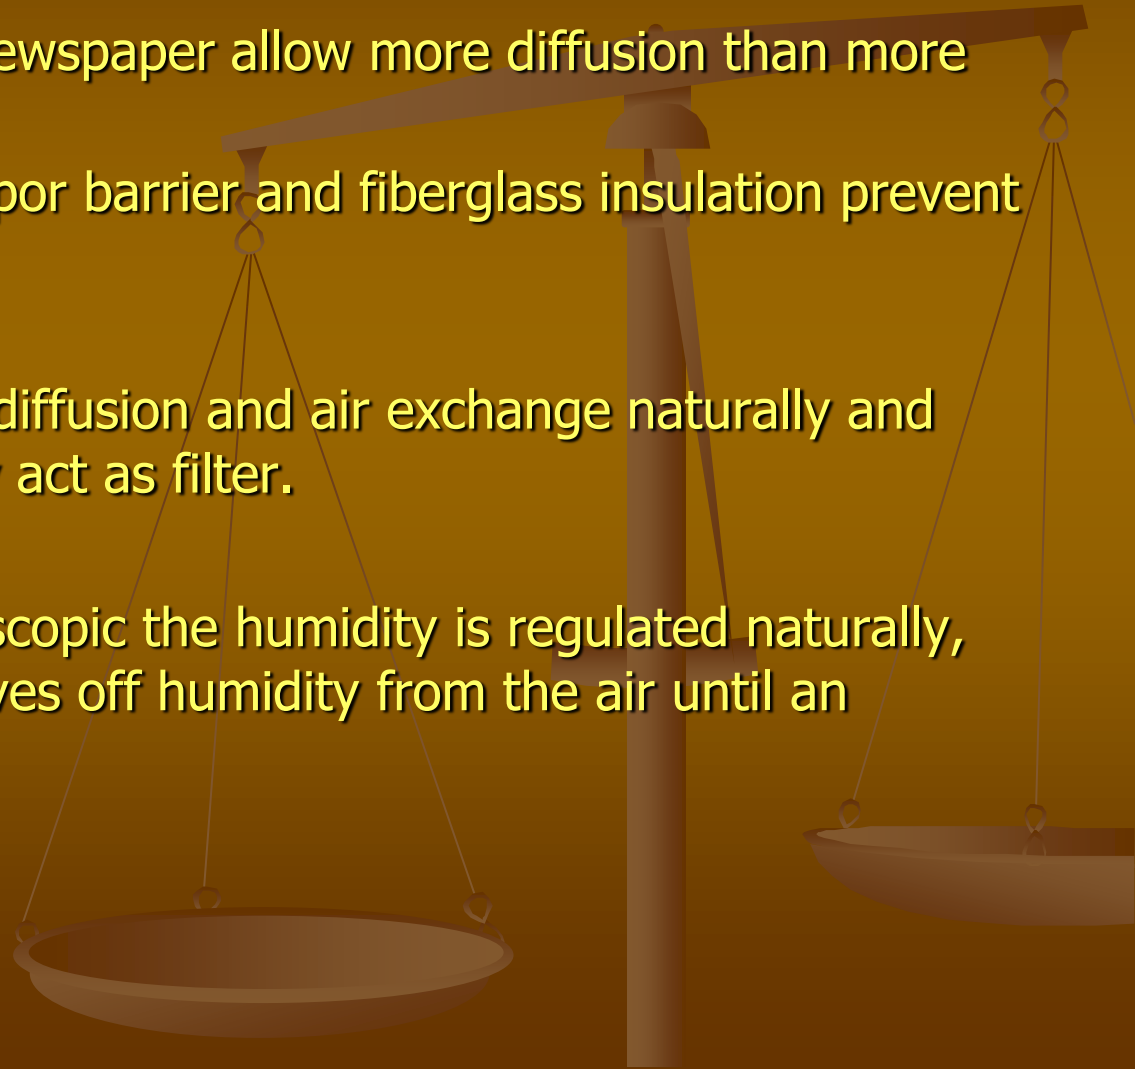 ewspaper allow more diffusion than more
por barrier and fiberglass insulation prevent
diffusion and air exchange naturally and
act as filter.
scopic the humidity is regulated naturally,
ves off humidity from the air until an